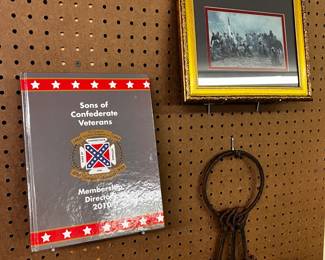 Sons of
Confederate
Veterans
Membership
Directory
2010